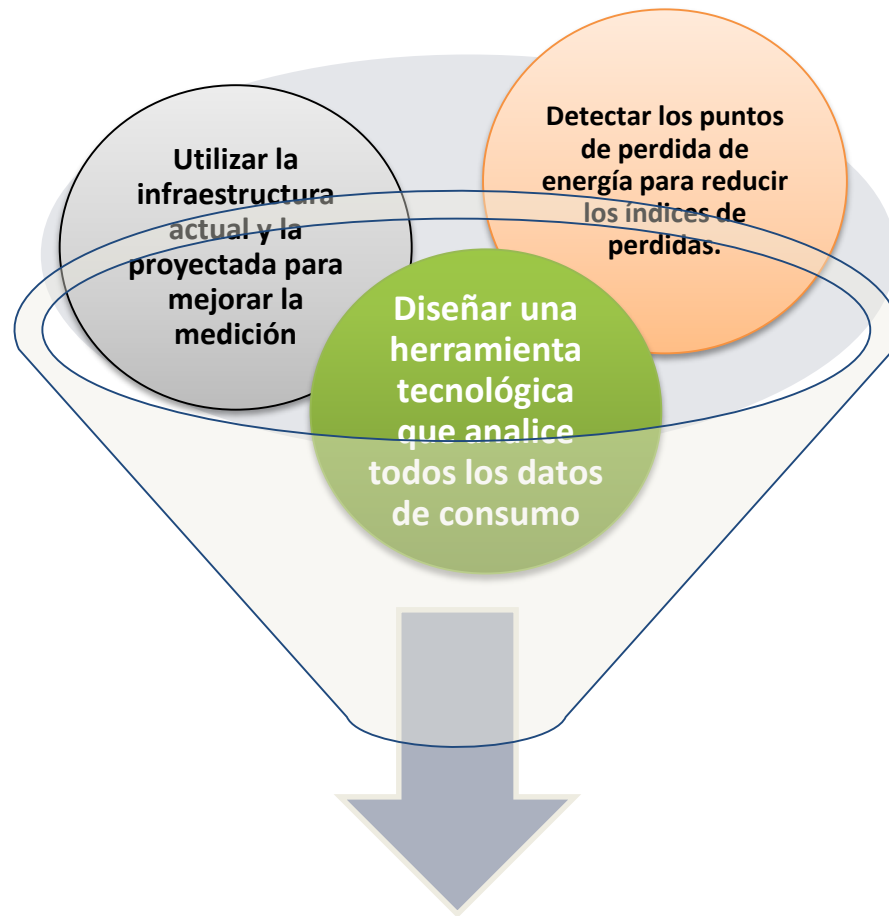 Utilizar la
infraestructura
actual y la
proyectada para
mejorar la
medición
Detectar los puntos
de perdida de
energía para reducir
los índices de
perdidas.
Diseñar una
herramienta
tecnológica
que analice
todos los datos
de consumo